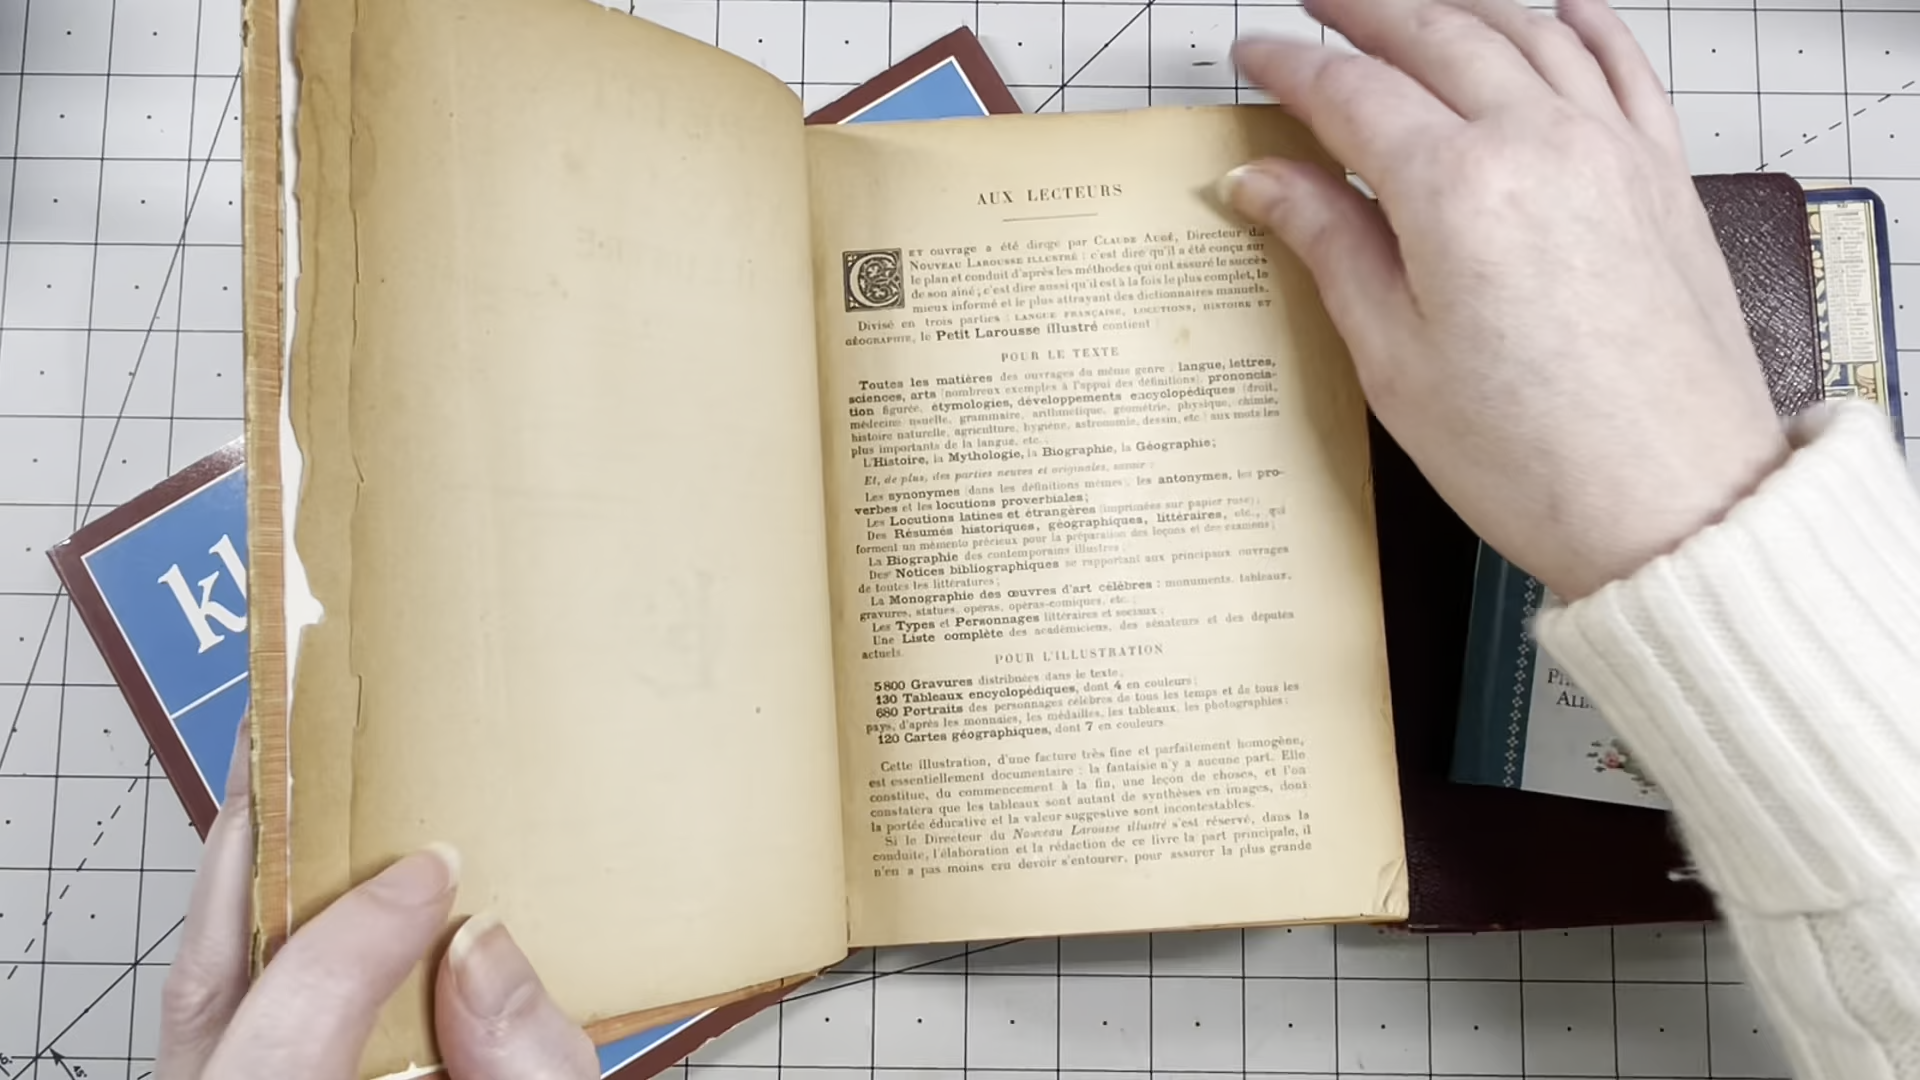 AUX LECTEURS
CET ouvrage a été dirigé par CLAUDE AUGÉ, Directeur du
NOUVEAU LAROUSSE ILLUSTRÉ : c'est dire qu'il a été conçu sur
le plan et conduit d'après les méthodes qui ont assuré le succès
de son aîné ; c'est dire aussi qu'il est à la fois le plus complet, le
mieux informé et le plus attrayant des dictionnaires manuels.
Divisé en trois parties : LANGUE FRANÇAISE, LOCUTIONS, HISTOIRE ET
GÉOGRAPHIE, le Petit Larousse illustré contient :
POUR LE TEXTE
Toutes les matières des ouvrages du même genre : langue, lettres,
sciences, arts (nombreux exemples à l'appui des définitions), prononcia-
tion figurée, étymologies, développements encyclopédiques (droit,
médecine usuelle, grammaire, arithmétique, géométrie, physique, chimie,
histoire naturelle, agriculture, hygiène, astronomie, dessin, etc.) aux mots les
plus importants de la langue, etc.
L'Histoire, la Mythologie, la Biographie, la Géographie ;
Et, de plus, des parties neuves et originales, savoir :
Les synonymes (dans les définitions mêmes), les antonymes, les pro-
verbes et les locutions proverbiales ;
Les Locutions latines et étrangères (imprimées sur papier rose) ;
Des Résumés historiques, géographiques, littéraires, etc., qui
forment un mémento précieux pour la préparation des leçons et des examens ;
La Biographie des contemporains illustres ;
Des Notices bibliographiques se rapportant aux principaux ouvrages
de toutes les littératures ;
La Monographie des œuvres d'art célèbres : monuments, tableaux,
gravures, statues, opéras, opéras-comiques, etc. ;
Les Types et Personnages littéraires et sociaux ;
Une Liste complète des académiciens, des sénateurs et des députés
actuels.
POUR L'ILLUSTRATION
5800 Gravures distribuées dans le texte,
130 Tableaux encyclopédiques, dont 4 en couleurs ;
680 Portraits des personnages célèbres de tous les temps et de tous les
pays, d'après les monnaies, les médailles, les tableaux, les photographies ;
120 Cartes géographiques, dont 7 en couleurs
Cette illustration, d'une facture très fine et parfaitement homogène,
est essentiellement documentaire : la fantaisie n'y a aucune part. Elle
constitue, du commencement à la fin, une leçon de choses, et l'on
constatera que les tableaux sont autant de synthèses en images, dont
la portée éducative et la valeur suggestive sont incontestables.
Si le Directeur du Nouveau Larousse illustré s'est réservé, dans la
conduite, l'élaboration et la rédaction de ce livre la part principale, il
n'en a pas moins cru devoir s'entourer, pour assurer la plus grande
kl
45°